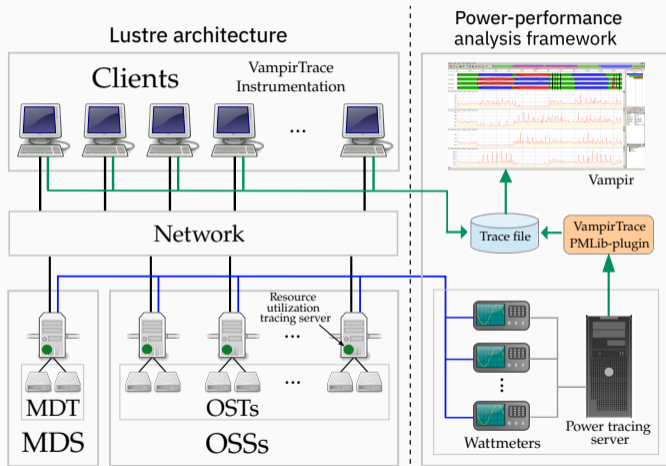 Lustre architecture
Power-performance
analysis framework
Clients
VampirTrace
Instrumentation
...
Vampir
Network
Trace file
VampirTrace
PMLib-plugin
Resource
utilization
tracing server
...
...
...
MDT
OSTs
MDS
OSSs
Wattmeters
Power tracing
server